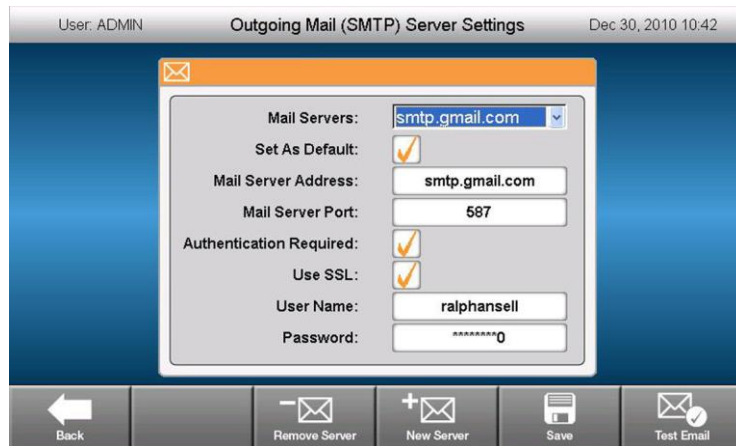 User: ADMIN Outgoing Mail (SMTP) Server Settings Dec 30, 2010 10:42
Mail Servers: smtp.gmail.com
Set As Default:
Mail Server Address: smtp.gmail.com
Mail Server Port: 587
Authentication Required:
Use SSL:
User Name: ralphansell
Password: ********0
Back Remove Server New Server Save Test Email